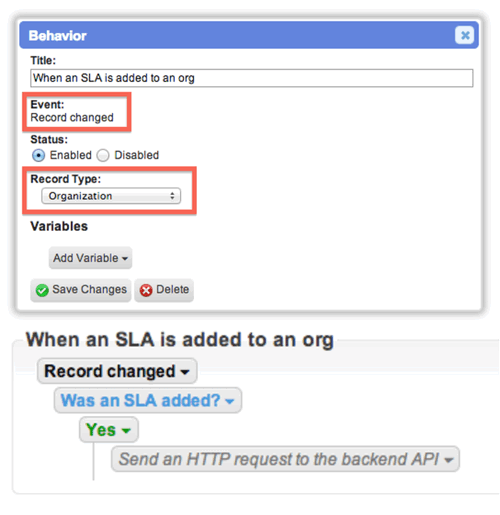 Behavior
Title:
When an SLA is added to an org
Event:
Record changed
Status:
Enabled Disabled
Record Type:
Organization
Variables
Add Variable
Save Changes Delete
When an SLA is added to an org
Record changed
Was an SLA added?
Yes
Send an HTTP request to the backend API